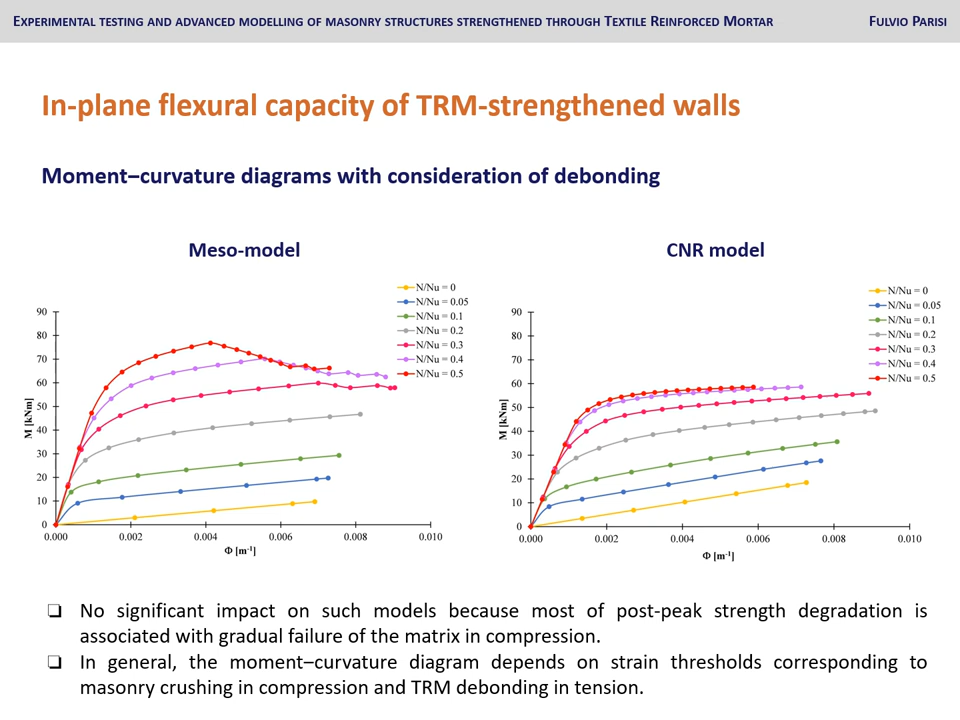 EXPERIMENTAL TESTING AND ADVANCED MODELLING OF MASONRY STRUCTURES STRENGTHENED THROUGH TEXTILE REINFORCED MORTAR FULVIO PARISI
In-plane flexural capacity of TRM-strengthened walls
Moment–curvature diagrams with consideration of debonding
Meso-model
N/Nu = 0
N/Nu = 0.05
N/Nu = 0.1
N/Nu = 0.2
N/Nu = 0.3
N/Nu = 0.4
N/Nu = 0.5
90
80
70
60
50
40
30
20
10
0
M [kNm]
0.000 0.002 0.004 0.006 0.008 0.010
Φ [m-1]
CNR model
N/Nu = 0
N/Nu = 0.05
N/Nu = 0.1
N/Nu = 0.2
N/Nu = 0.3
N/Nu = 0.4
N/Nu = 0.5
90
80
70
60
50
40
30
20
10
0
M [kNm]
0.000 0.002 0.004 0.006 0.008 0.010
Φ [m-1]
❑ No significant impact on such models because most of post-peak strength degradation is
associated with gradual failure of the matrix in compression.
❑ In general, the moment–curvature diagram depends on strain thresholds corresponding to
masonry crushing in compression and TRM debonding in tension.